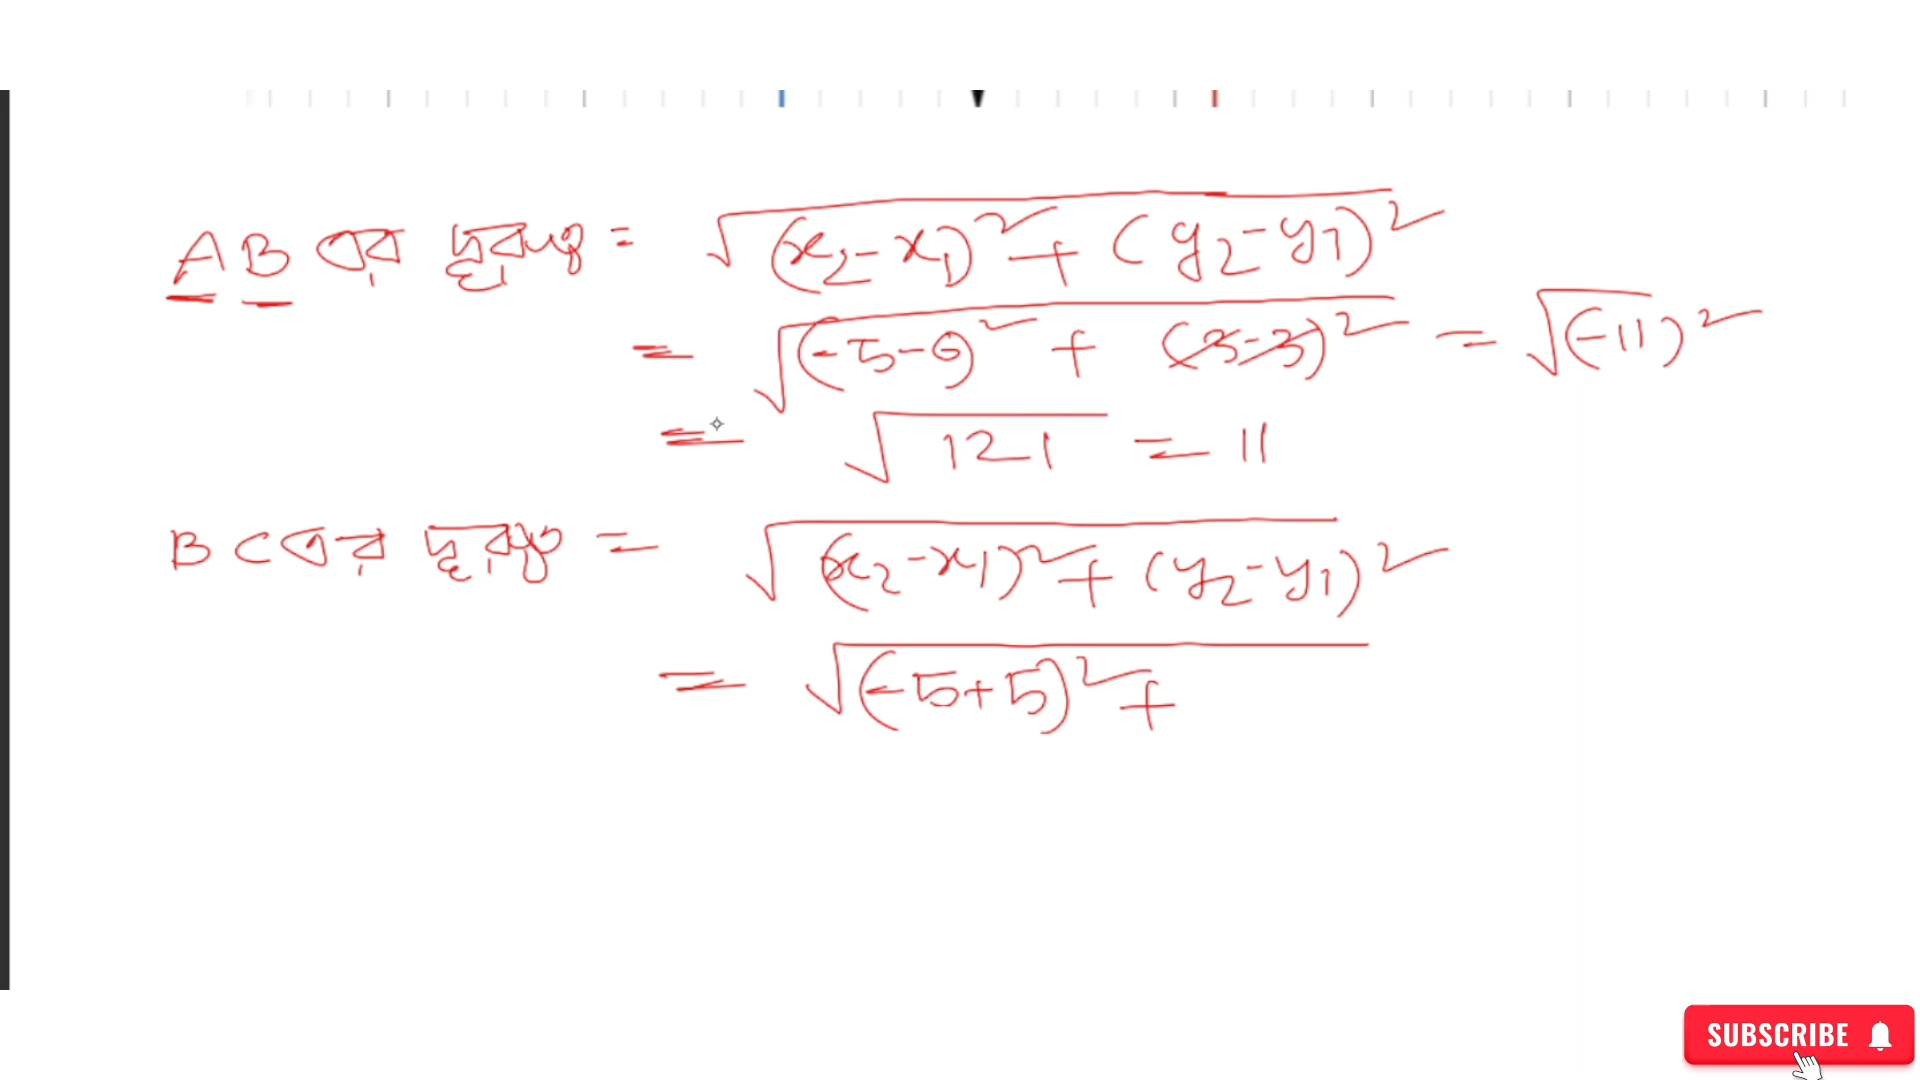 AB এর দূরত্ব = √((x₂-x₁)² + (y₂-y₁)²)
= √((-5-6)² + (3-3)²) = √(-11)²
= √121 = 11
BC এর দূরত্ব = √((x₂-x₁)² + (y₂-y₁)²)
= √((-5+5)² +
SUBSCRIBE